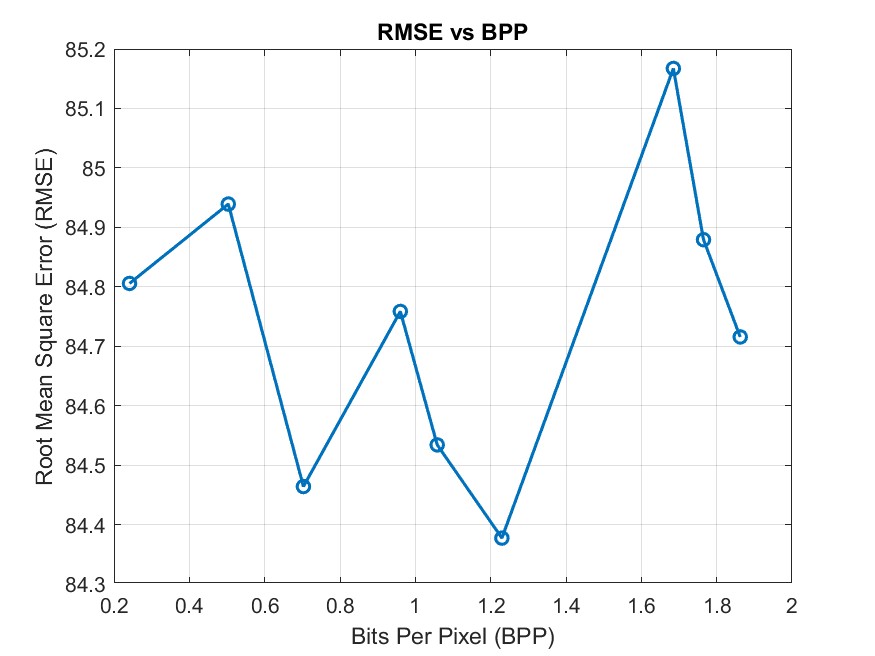 RMSE vs BPP
85.2
85.1
85
84.9
84.8
84.7
84.6
84.5
84.4
84.3
Root Mean Square Error (RMSE)
0.2 0.4 0.6 0.8 1 1.2 1.4 1.6 1.8 2
Bits Per Pixel (BPP)